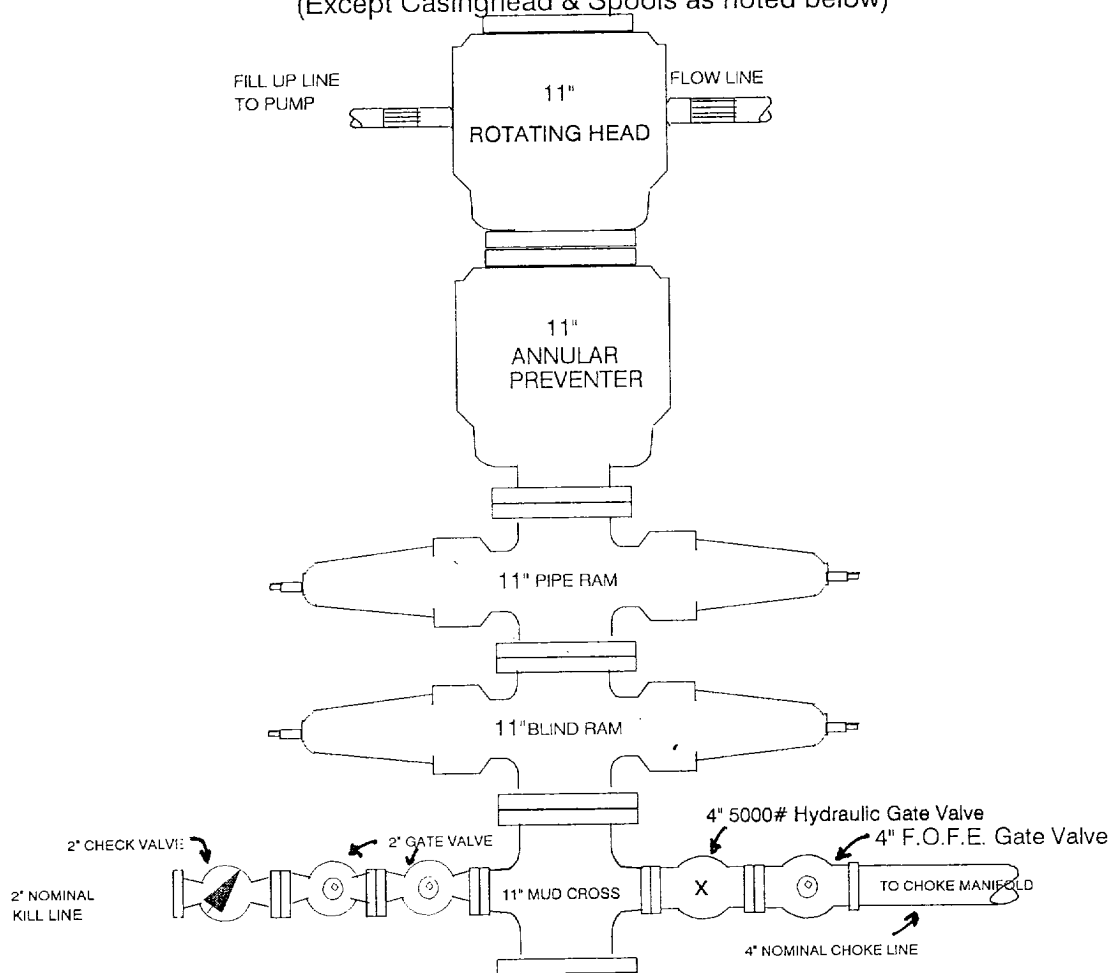 (Except Casinghead & Spools as noted below)
FILL UP LINE
TO PUMP
FLOW LINE
11"
ROTATING HEAD
11"
ANNULAR
PREVENTER
11" PIPE RAM
11" BLIND RAM
4" 5000# Hydraulic Gate Valve
2" CHECK VALVE
2" GATE VALVE
4" F.O.F.E. Gate Valve
2" NOMINAL
KILL LINE
11" MUD CROSS
X
TO CHOKE MANIFOLD
4" NOMINAL CHOKE LINE